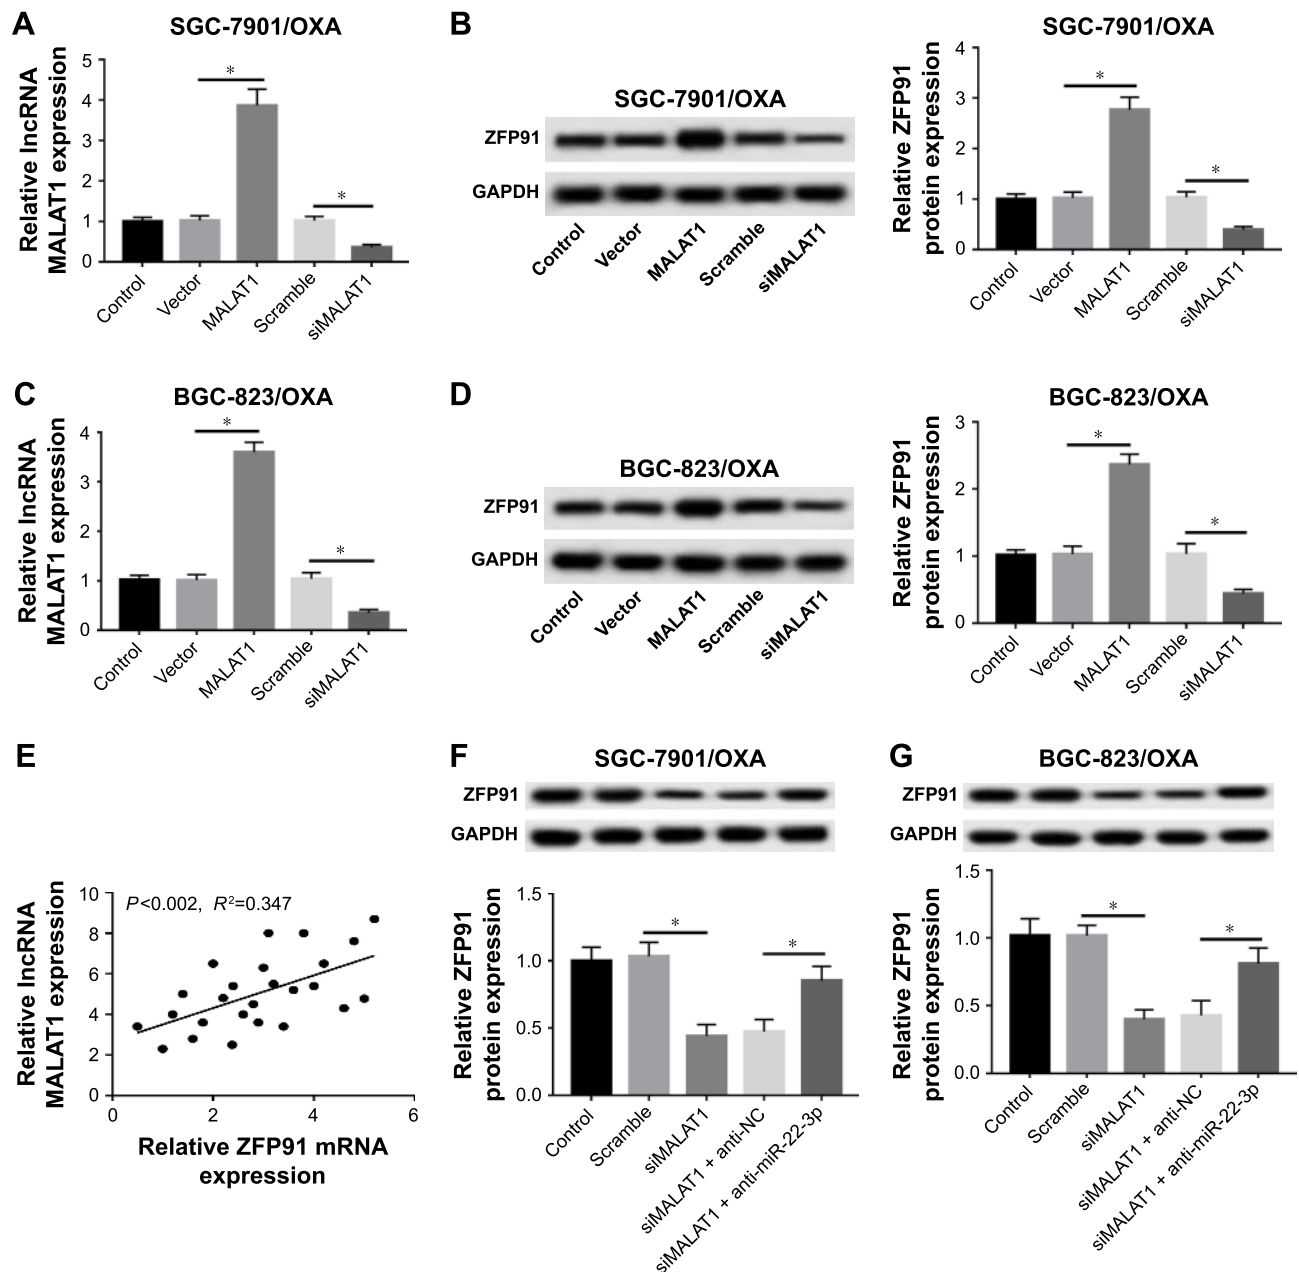 A
SGC-7901/OXA
Relative lncRNA
MALAT1 expression
5
4
3
2
1
0
*
*
Control
Vector
MALAT1
Scramble
siMALAT1
B
SGC-7901/OXA
ZFP91
GAPDH
Control
Vector
MALAT1
Scramble
siMALAT1
SGC-7901/OXA
Relative ZFP91
protein expression
4
3
2
1
0
*
*
Control
Vector
MALAT1
Scramble
siMALAT1
C
BGC-823/OXA
Relative lncRNA
MALAT1 expression
4
3
2
1
0
*
*
Control
Vector
MALAT1
Scramble
siMALAT1
D
BGC-823/OXA
ZFP91
GAPDH
Control
Vector
MALAT1
Scramble
siMALAT1
BGC-823/OXA
Relative ZFP91
protein expression
3
2
1
0
*
*
Control
Vector
MALAT1
Scramble
siMALAT1
E
Relative lncRNA
MALAT1 expression
10
8
6
4
2
0
P<0.002, R²=0.347
0 2 4 6
Relative ZFP91 mRNA
expression
F
SGC-7901/OXA
ZFP91
GAPDH
Relative ZFP91
protein expression
1.5
1.0
0.5
0.0
*
*
Control
Scramble
siMALAT1
siMALAT1 + anti-NC
siMALAT1 + anti-miR-22-3p
G
BGC-823/OXA
ZFP91
GAPDH
Relative ZFP91
protein expression
1.5
1.0
0.5
0.0
*
*
Control
Scramble
siMALAT1
siMALAT1 + anti-NC
siMALAT1 + anti-miR-22-3p